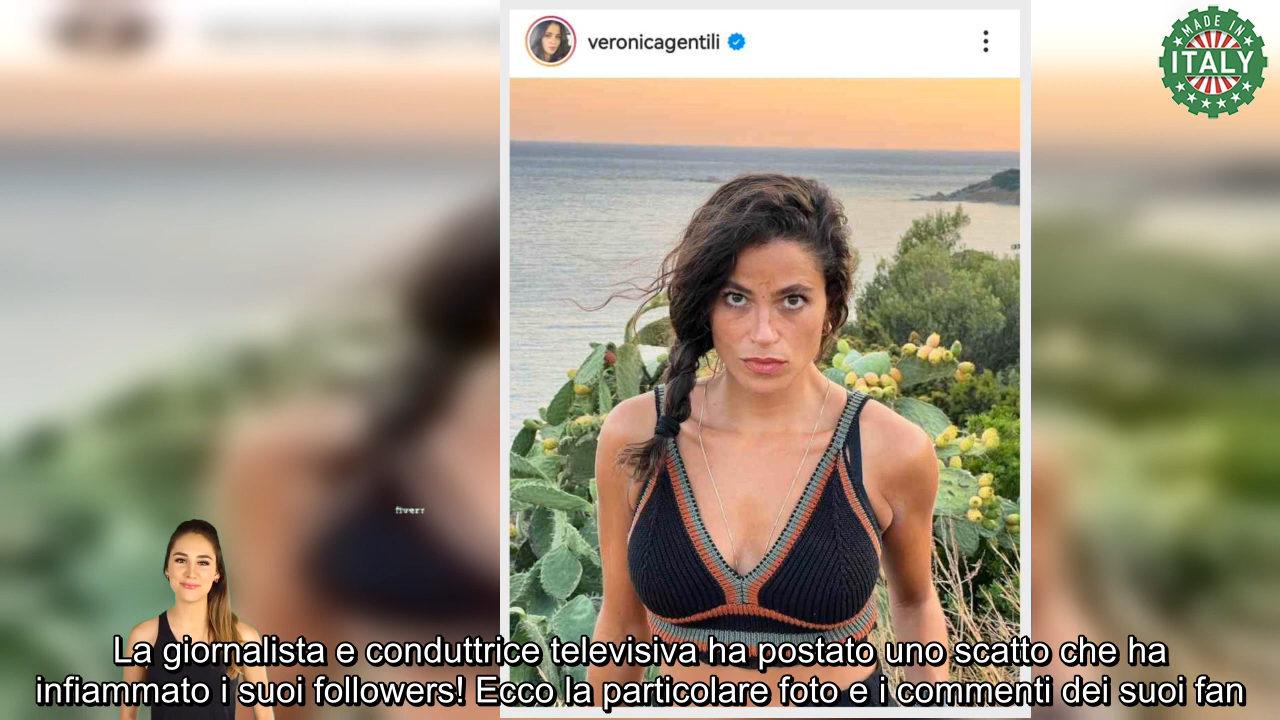 veronicagentili
MADE IN
ITALY
fiverr
La giornalista e conduttrice televisiva ha postato uno scatto che ha
infiammato i suoi followers! Ecco la particolare foto e i commenti dei suoi fan